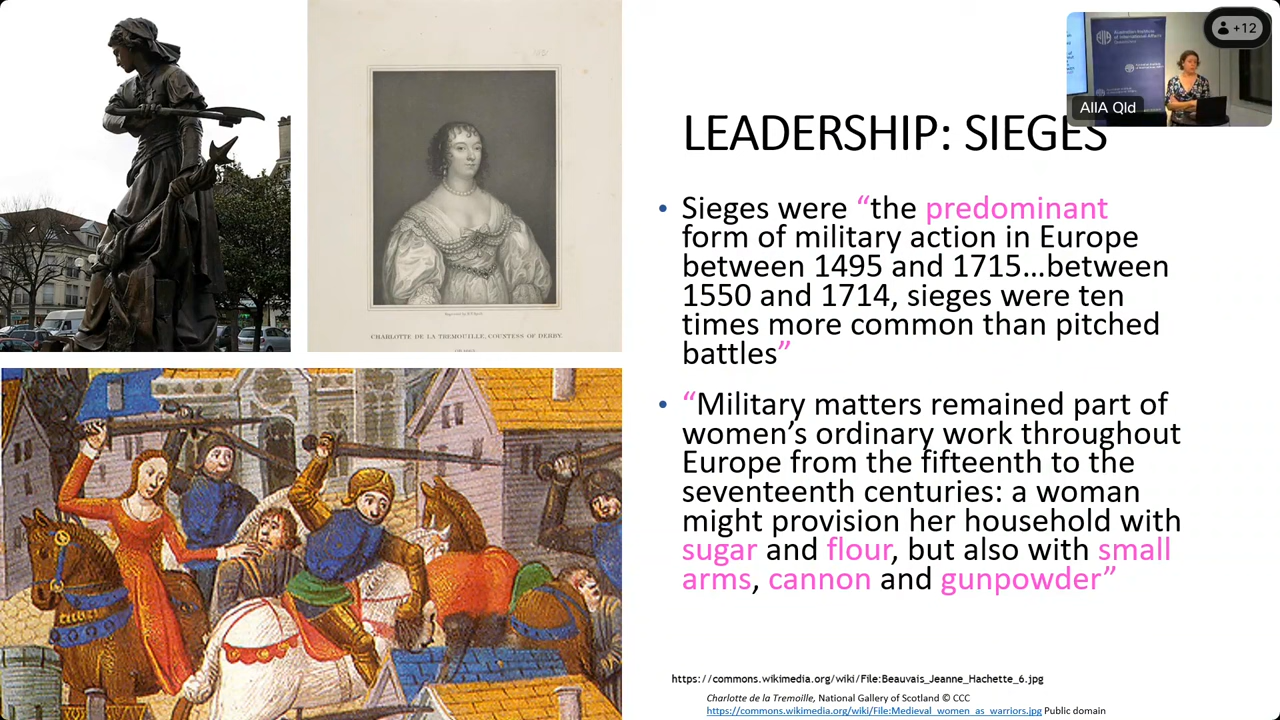 +12
Australian Institute
of International Affairs
AIIA Qld
LEADERSHIP: SIEGES
• Sieges were “the predominant
form of military action in Europe
between 1495 and 1715…between
1550 and 1714, sieges were ten
times more common than pitched
battles”
• “Military matters remained part of
women’s ordinary work throughout
Europe from the fifteenth to the
seventeenth centuries: a woman
might provision her household with
sugar and flour, but also with small
arms, cannon and gunpowder”
CHARLOTTE DE LA TREMOUILLE, COUNTESS OF DERBY.
https://commons.wikimedia.org/wiki/File:Beauvais_Jeanne_Hachette_6.jpg
Charlotte de la Tremoille, National Gallery of Scotland © CCC
https://commons.wikimedia.org/wiki/File:Medieval_women_as_warriors.jpg Public domain